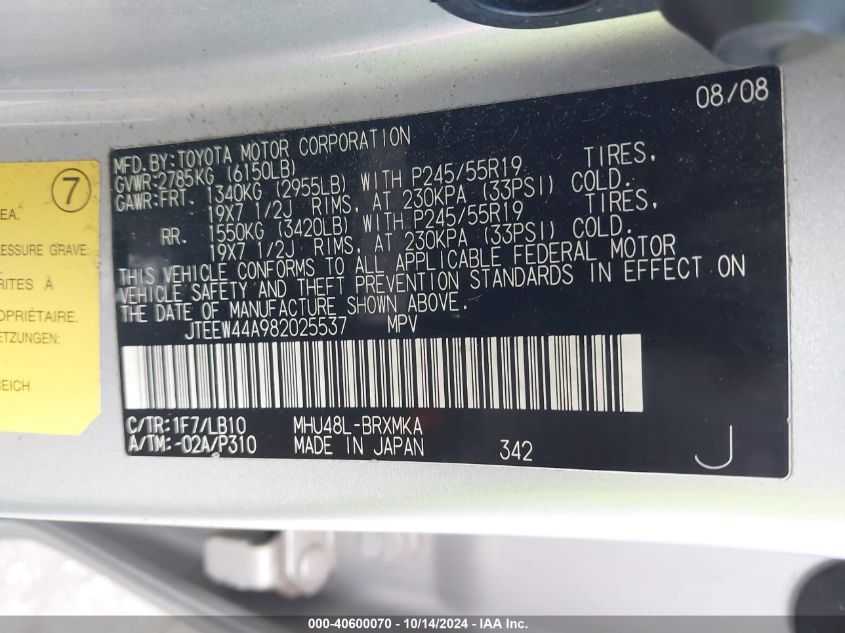 08/08
MFD.BY:TOYOTA MOTOR CORPORATION
GVWR:2785KG (6150LB)
GAWR:FRT. 1340KG (2955LB) WITH P245/55R19 TIRES,
19X7 1/2J RIMS, AT 230KPA (33PSI) COLD.
RR. 1550KG (3420LB) WITH P245/55R19 TIRES,
19X7 1/2J RIMS, AT 230KPA (33PSI) COLD.
THIS VEHICLE CONFORMS TO ALL APPLICABLE FEDERAL MOTOR
VEHICLE SAFETY AND THEFT PREVENTION STANDARDS IN EFFECT ON
THE DATE OF MANUFACTURE SHOWN ABOVE.
JTEEW44A982025537 MPV
C/TR:1F7/LB10 MHU48L-BRXMKA
A/TM:-02A/P310 MADE IN JAPAN 342 J
7
EA.
ESSURE GRAVE
RITES À
OPRIÉTAIRE.
ETZUNGEN:
REICH
000-40600070 - 10/14/2024 - IAA Inc.